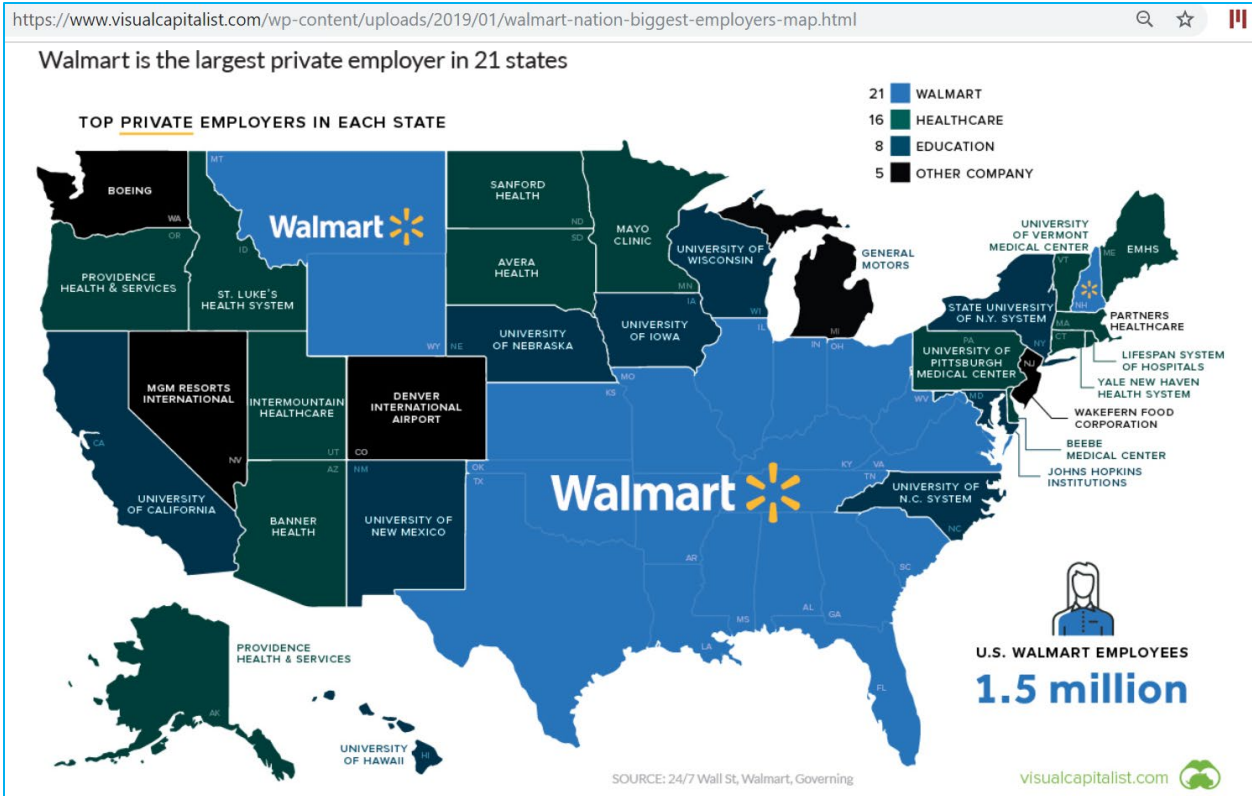 https://www.visualcapitalist.com/wp-content/uploads/2019/01/walmart-nation-biggest-employers-map.html
Walmart is the largest private employer in 21 states
TOP PRIVATE EMPLOYERS IN EACH STATE
21 WALMART
16 HEALTHCARE
8 EDUCATION
5 OTHER COMPANY
BOEING
WA
OR
PROVIDENCE
HEALTH & SERVICES
ID
ST. LUKE'S
HEALTH SYSTEM
MT
Walmart
WY
SANFORD
HEALTH
ND
SD
AVERA
HEALTH
MAYO
CLINIC
MN
UNIVERSITY OF
WISCONSIN
WI
GENERAL
MOTORS
MI
NE
UNIVERSITY
OF NEBRASKA
IA
UNIVERSITY
OF IOWA
IL
IN
OH
MGM RESORTS
INTERNATIONAL
NV
INTERMOUNTAIN
HEALTHCARE
UT
DENVER
INTERNATIONAL
AIRPORT
CO
CA
UNIVERSITY
OF CALIFORNIA
AZ
BANNER
HEALTH
NM
UNIVERSITY OF
NEW MEXICO
KS
MO
OK
TX
Walmart
KY
VA
TN
WV
AR
MS
AL
GA
LA
FL
SC
UNIVERSITY OF
N.C. SYSTEM
NC
UNIVERSITY
OF VERMONT
MEDICAL CENTER
VT
ME
EMHS
NH
STATE UNIVERSITY
OF N.Y. SYSTEM
NY
MA
CT
PARTNERS
HEALTHCARE
LIFESPAN SYSTEM
OF HOSPITALS
YALE NEW HAVEN
HEALTH SYSTEM
PA
UNIVERSITY OF
PITTSBURGH
MEDICAL CENTER
NJ
WAKEFERN FOOD
CORPORATION
MD
BEEBE
MEDICAL CENTER
JOHNS HOPKINS
INSTITUTIONS
PROVIDENCE
HEALTH & SERVICES
AK
UNIVERSITY
OF HAWAII
HI
U.S. WALMART EMPLOYEES
1.5 million
SOURCE: 24/7 Wall St, Walmart, Governing
visualcapitalist.com